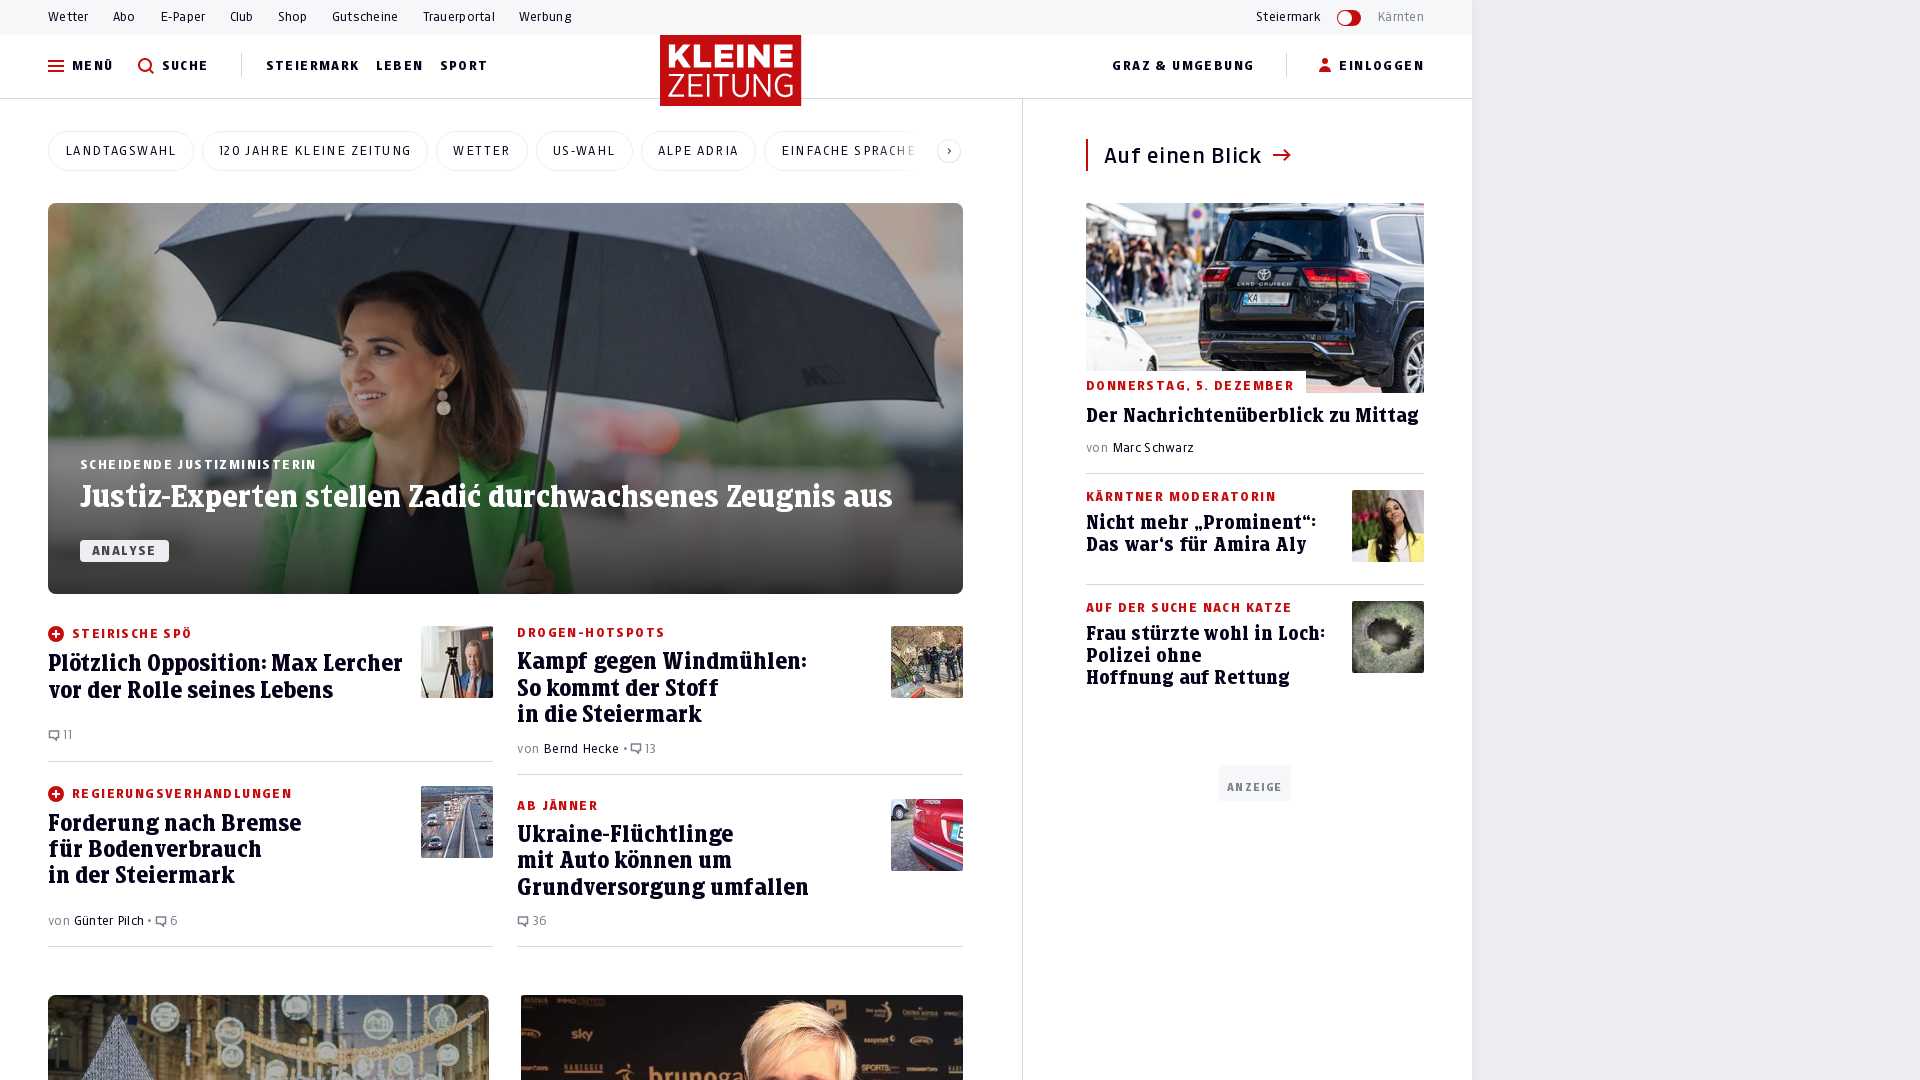 Wetter Abo E-Paper Club Shop Gutscheine Trauerportal Werbung Steiermark Kärnten
MENÜ SUCHE STEIERMARK LEBEN SPORT KLEINE ZEITUNG GRAZ & UMGEBUNG EINLOGGEN
LANDTAGSWAHL 120 JAHRE KLEINE ZEITUNG WETTER US-WAHL ALPE ADRIA EINFACHE SPRACHE
SCHEIDENDE JUSTIZMINISTERIN
Justiz-Experten stellen Zadić durchwachsenes Zeugnis aus
ANALYSE
STEIRISCHE SPÖ
Plötzlich Opposition: Max Lercher
vor der Rolle seines Lebens
11
REGIERUNGSVERHANDLUNGEN
Forderung nach Bremse
für Bodenverbrauch
in der Steiermark
von Günter Pilch • 6
DROGEN-HOTSPOTS
Kampf gegen Windmühlen:
So kommt der Stoff
in die Steiermark
von Bernd Hecke • 13
AB JÄNNER
Ukraine-Flüchtlinge
mit Auto können um
Grundversorgung umfallen
36
sky
brunoga
Auf einen Blick
LAND CRUISER
KA
DONNERSTAG, 5. DEZEMBER
Der Nachrichtenüberblick zu Mittag
von Marc Schwarz
KÄRNTNER MODERATORIN
Nicht mehr „Prominent“:
Das war‘s für Amira Aly
AUF DER SUCHE NACH KATZE
Frau stürzte wohl in Loch:
Polizei ohne
Hoffnung auf Rettung
ANZEIGE